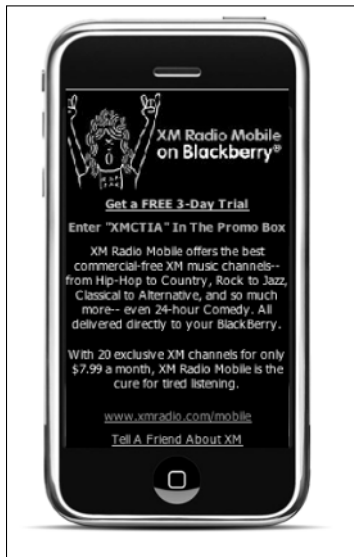 XM Radio Mobile
on Blackberry®
Get a FREE 3-Day Trial
Enter "XMCTIA" In The Promo Box
XM Radio Mobile offers the best
commercial-free XM music channels--
from Hip-Hop to Country, Rock to Jazz,
Classical to Alternative, and so much
more-- even 24-hour Comedy. All
delivered directly to your BlackBerry.
With 20 exclusive XM channels for only
$7.99 a month, XM Radio Mobile is the
cure for tired listening.
www.xmradio.com/mobile
Tell A Friend About XM